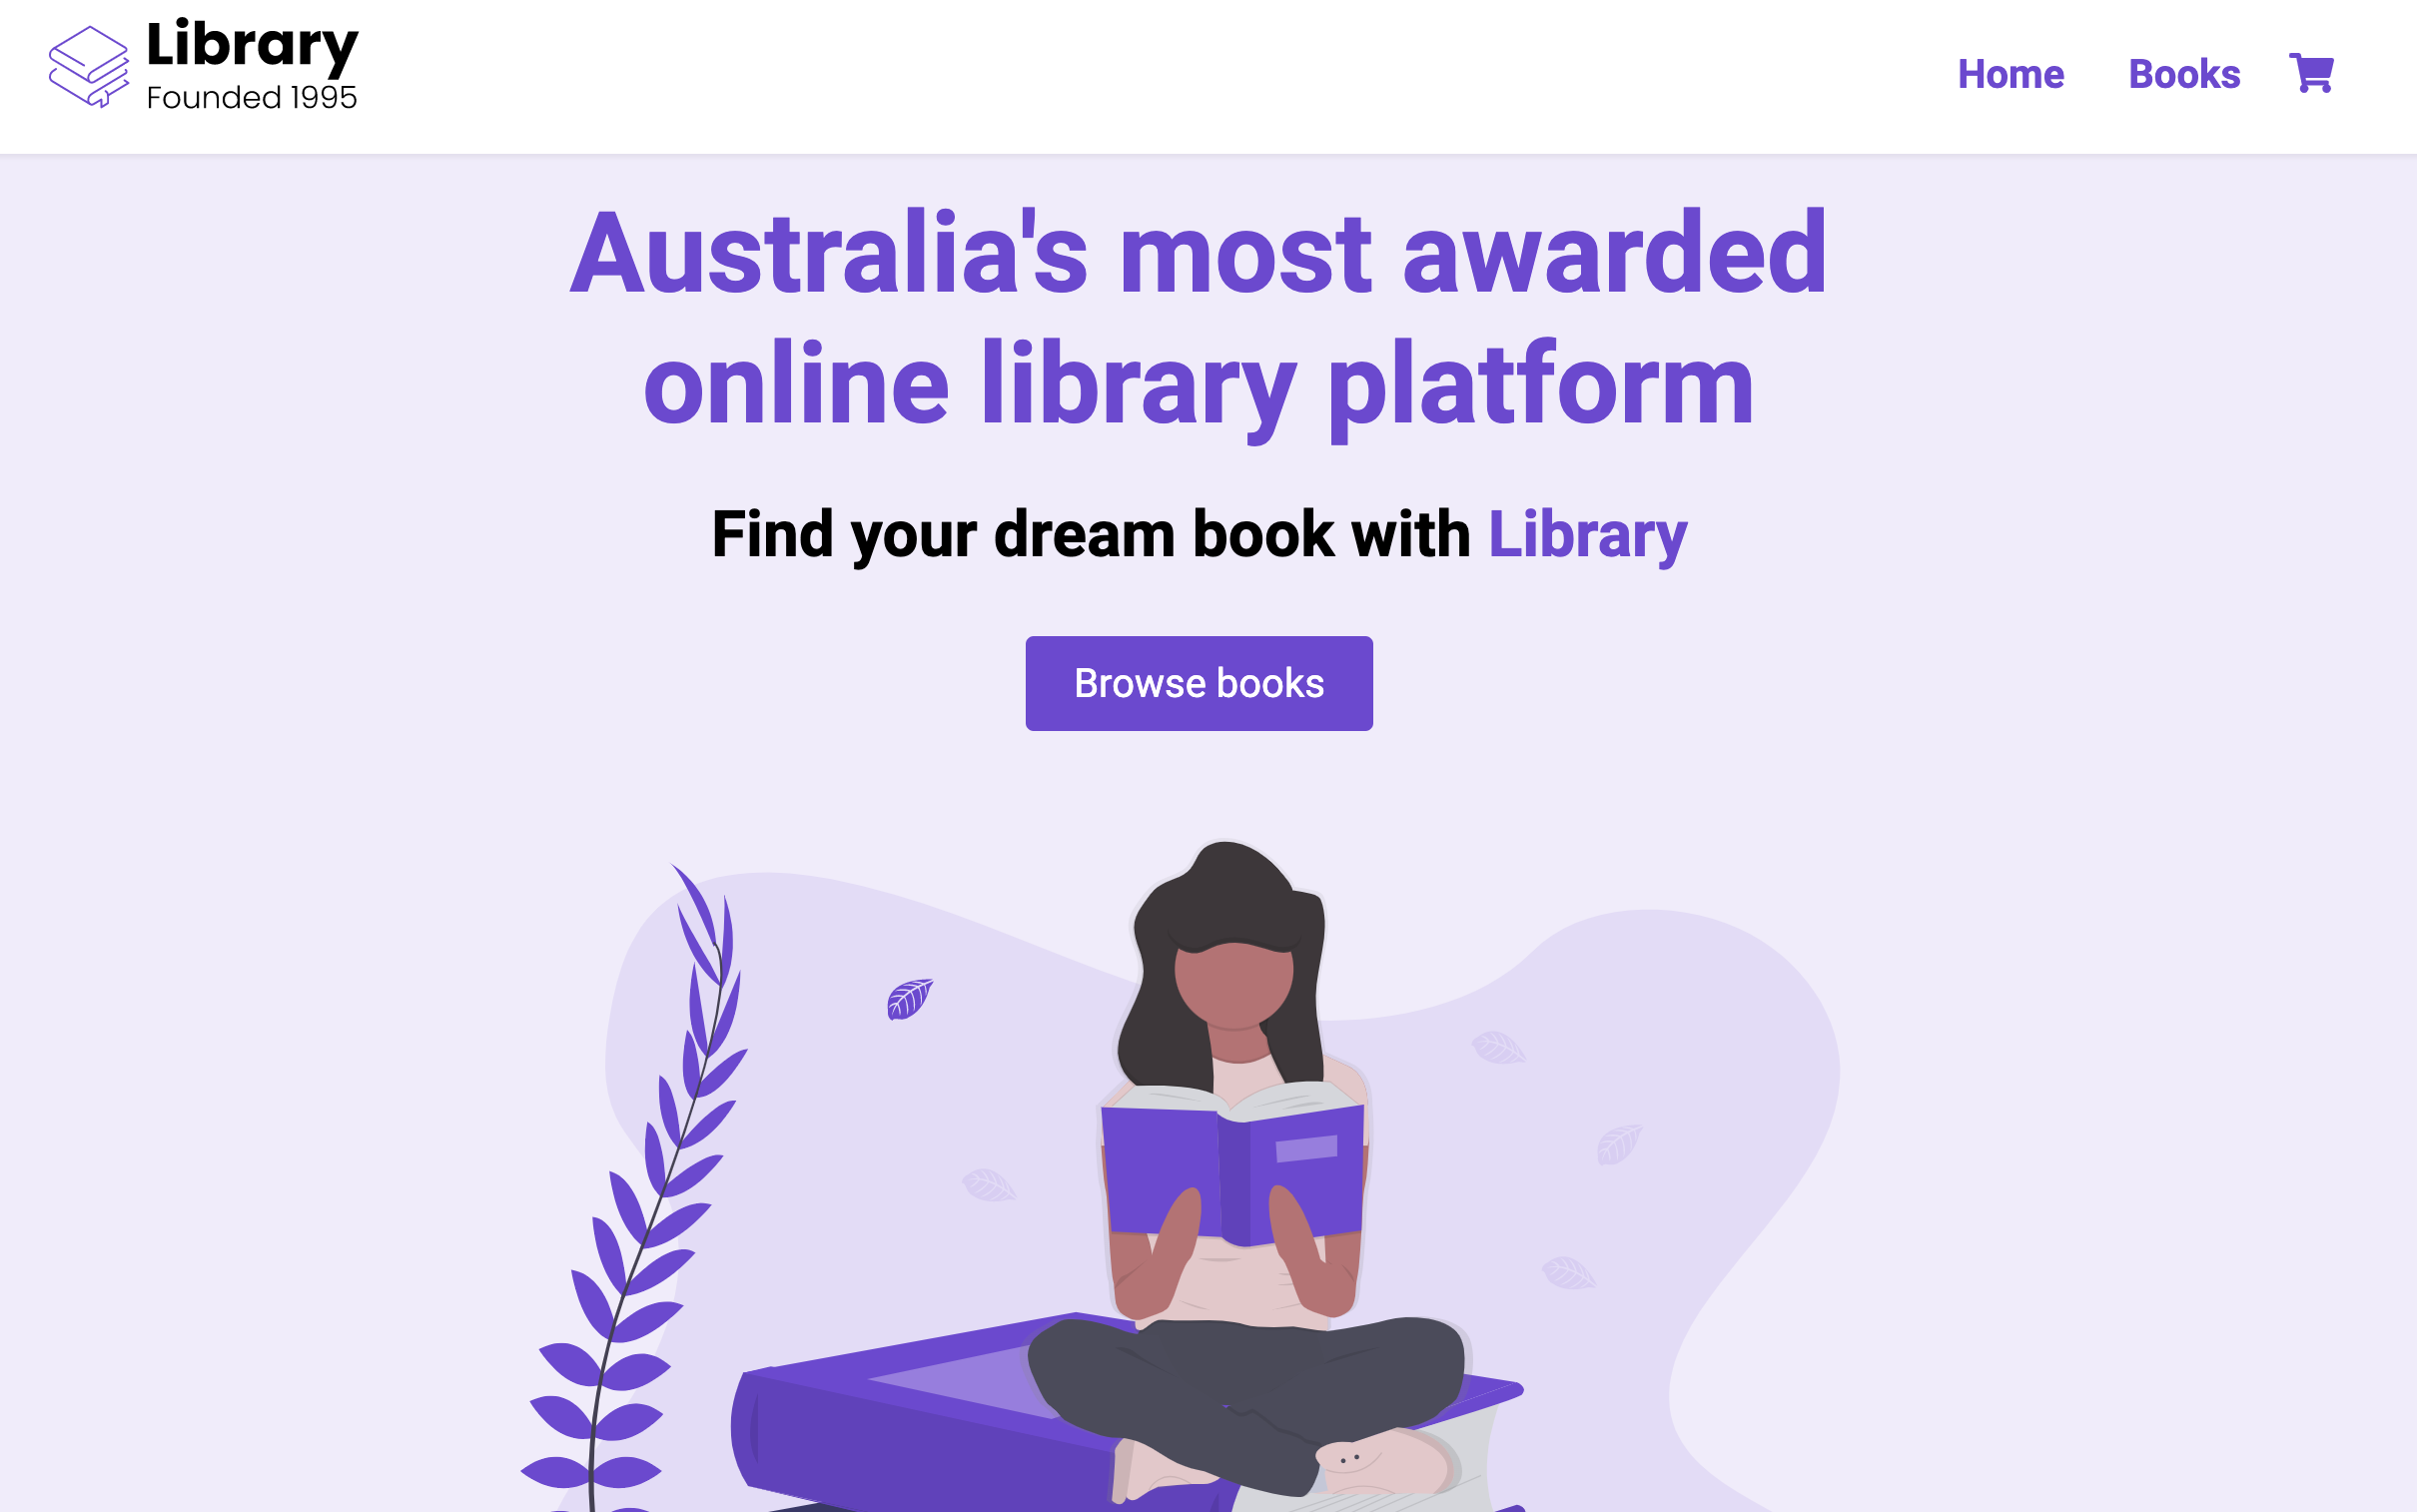 Library
Founded 1995
Home
Books
Australia's most awarded
online library platform
Find your dream book with Library
Browse books